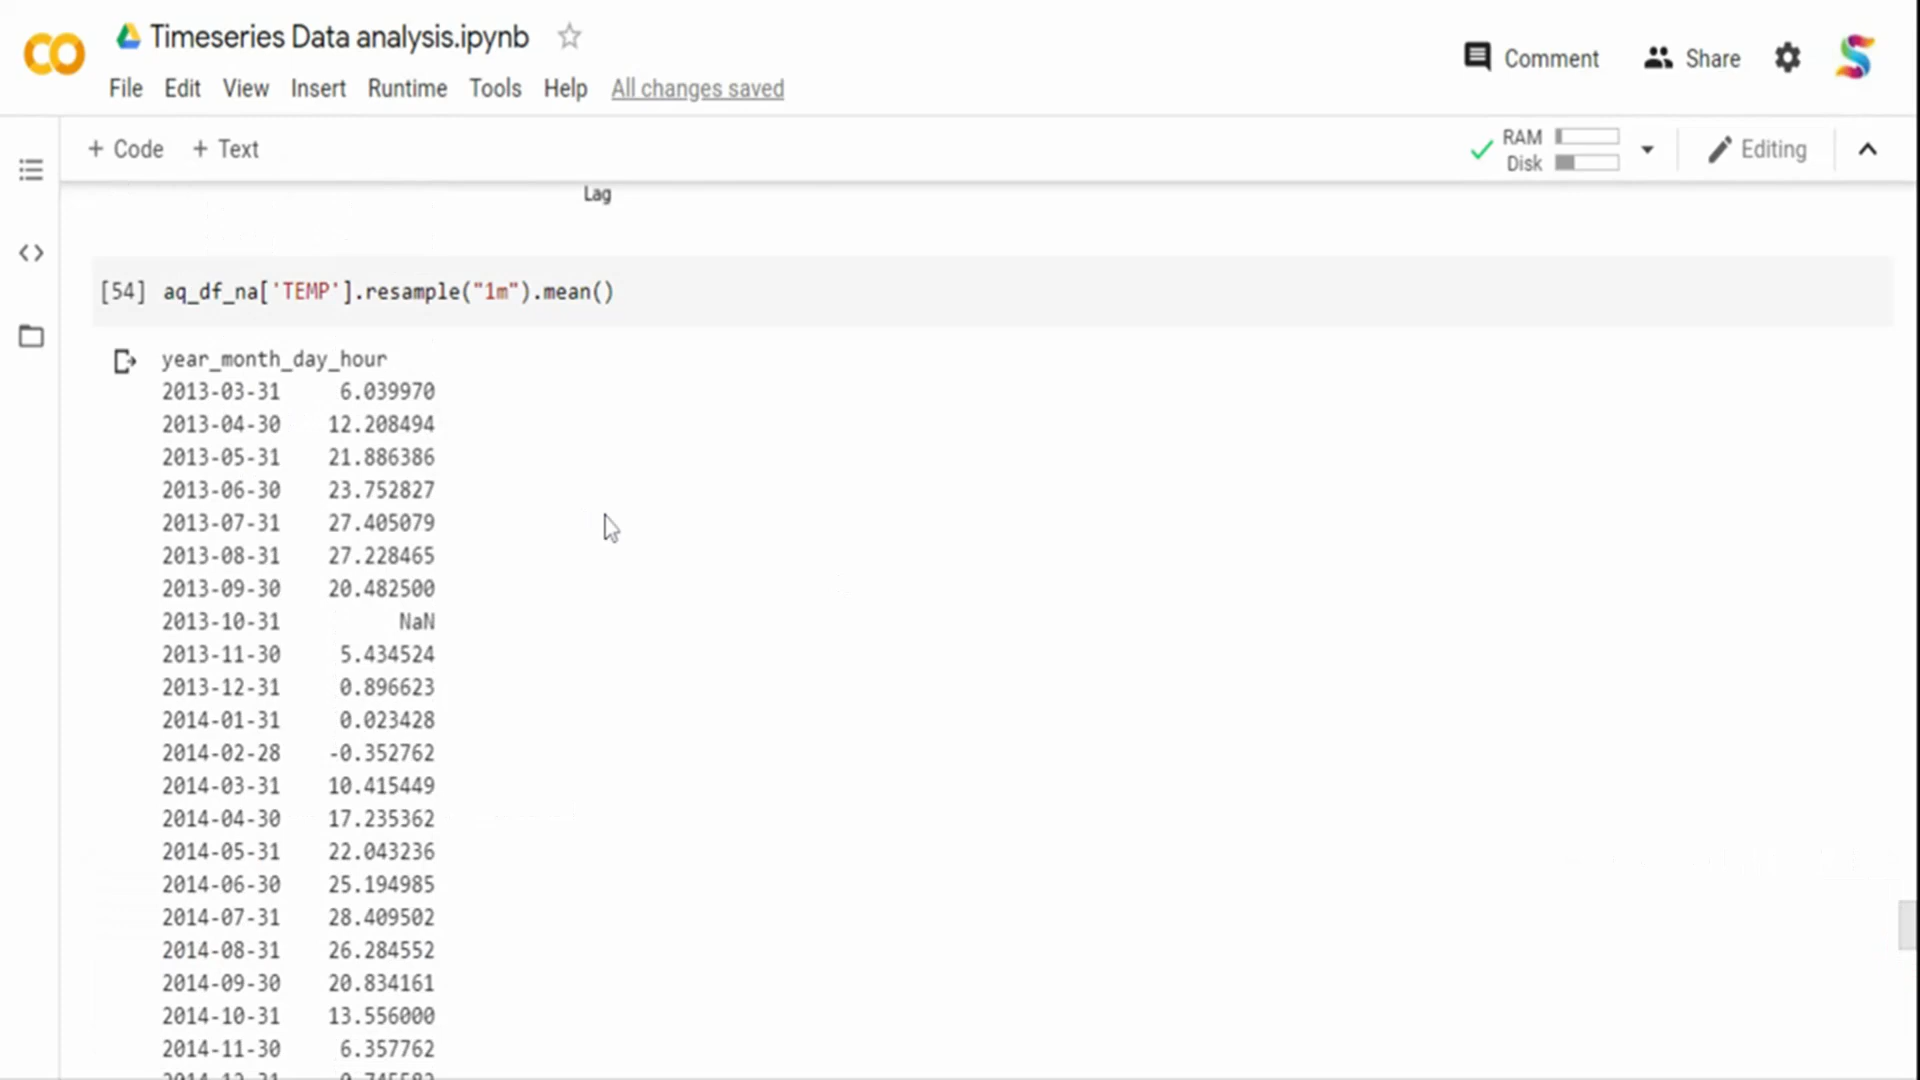 Timeseries Data analysis.ipynb
File Edit View Insert Runtime Tools Help All changes saved
Comment Share
+ Code + Text
RAM
Disk
Editing
Lag
[54] aq_df_na['TEMP'].resample("1m").mean()
year_month_day_hour
2013-03-31 6.039970
2013-04-30 12.208494
2013-05-31 21.886386
2013-06-30 23.752827
2013-07-31 27.405079
2013-08-31 27.228465
2013-09-30 20.482500
2013-10-31 NaN
2013-11-30 5.434524
2013-12-31 0.896623
2014-01-31 0.023428
2014-02-28 -0.352762
2014-03-31 10.415449
2014-04-30 17.235362
2014-05-31 22.043236
2014-06-30 25.194985
2014-07-31 28.409502
2014-08-31 26.284552
2014-09-30 20.834161
2014-10-31 13.556000
2014-11-30 6.357762